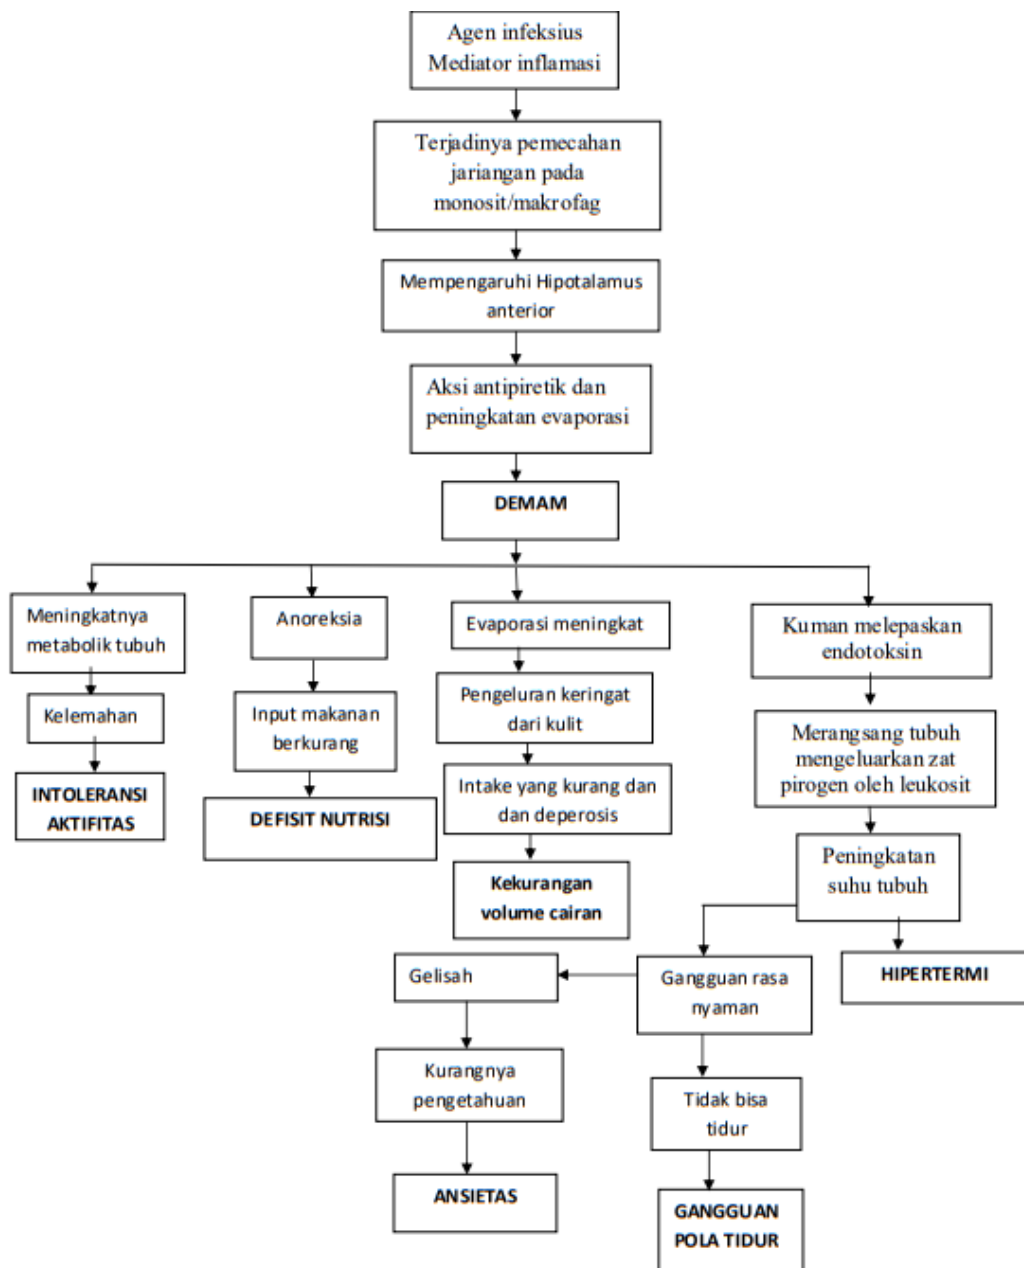 Agen infeksius
Mediator inflamasi
Terjadinya pemecahan
jariangan pada
monosit/makrofag
Mempengaruhi Hipotalamus
anterior
Aksi antipiretik dan
peningkatan evaporasi
DEMAM
Meningkatnya
metabolik tubuh
Kelemahan
INTOLERANSI
AKTIFITAS
Anoreksia
Input makanan
berkurang
DEFISIT NUTRISI
Evaporasi meningkat
Pengeluran keringat
dari kulit
Intake yang kurang dan
dan deperosis
Kekurangan
volume cairan
Kuman melepaskan
endotoksin
Merangsang tubuh
mengeluarkan zat
pirogen oleh leukosit
Peningkatan
suhu tubuh
HIPERTERMI
Gangguan rasa
nyaman
Gelisah
Kurangnya
pengetahuan
ANSIETAS
Tidak bisa
tidur
GANGGUAN
POLA TIDUR